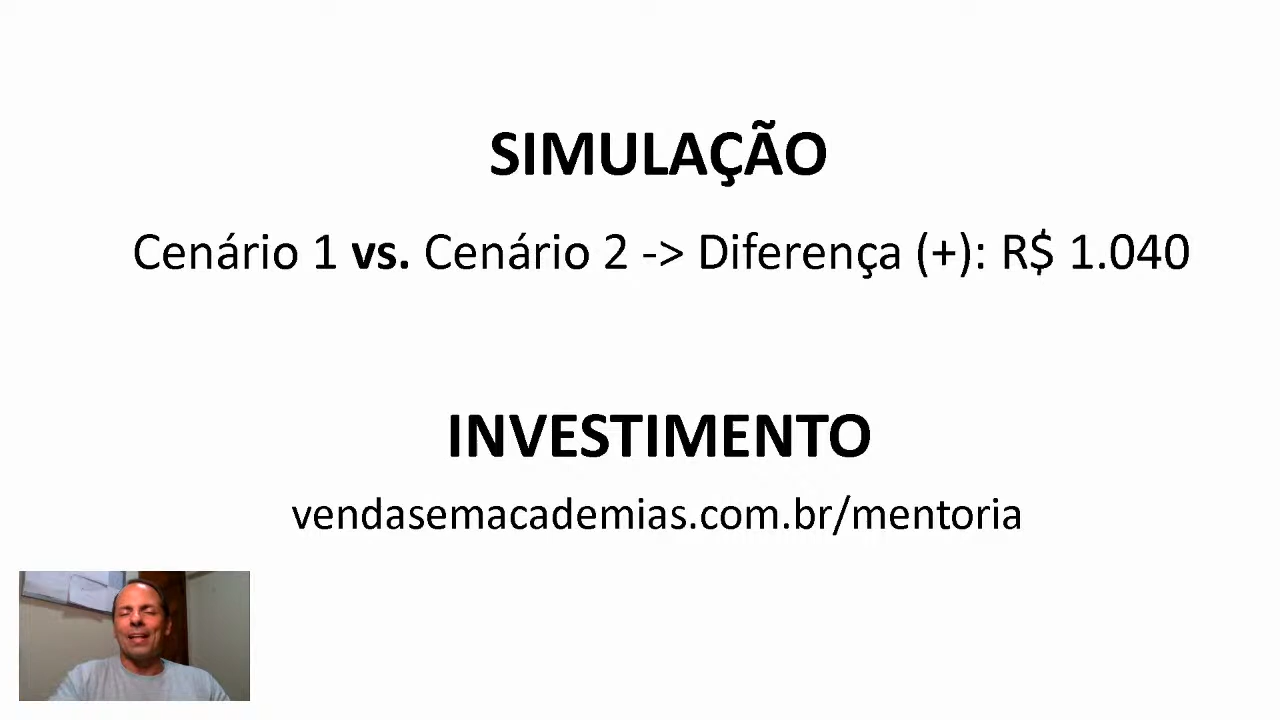 SIMULAÇÃO
Cenário 1 vs. Cenário 2 -> Diferença (+): R$ 1.040
INVESTIMENTO
vendasemacademias.com.br/mentoria